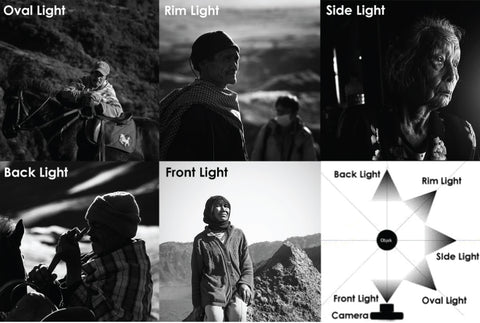 Oval Light
Rim Light
Side Light
Back Light
Front Light
Back Light
Rim Light
Objek
Side Light
Front Light
Oval Light
Camera